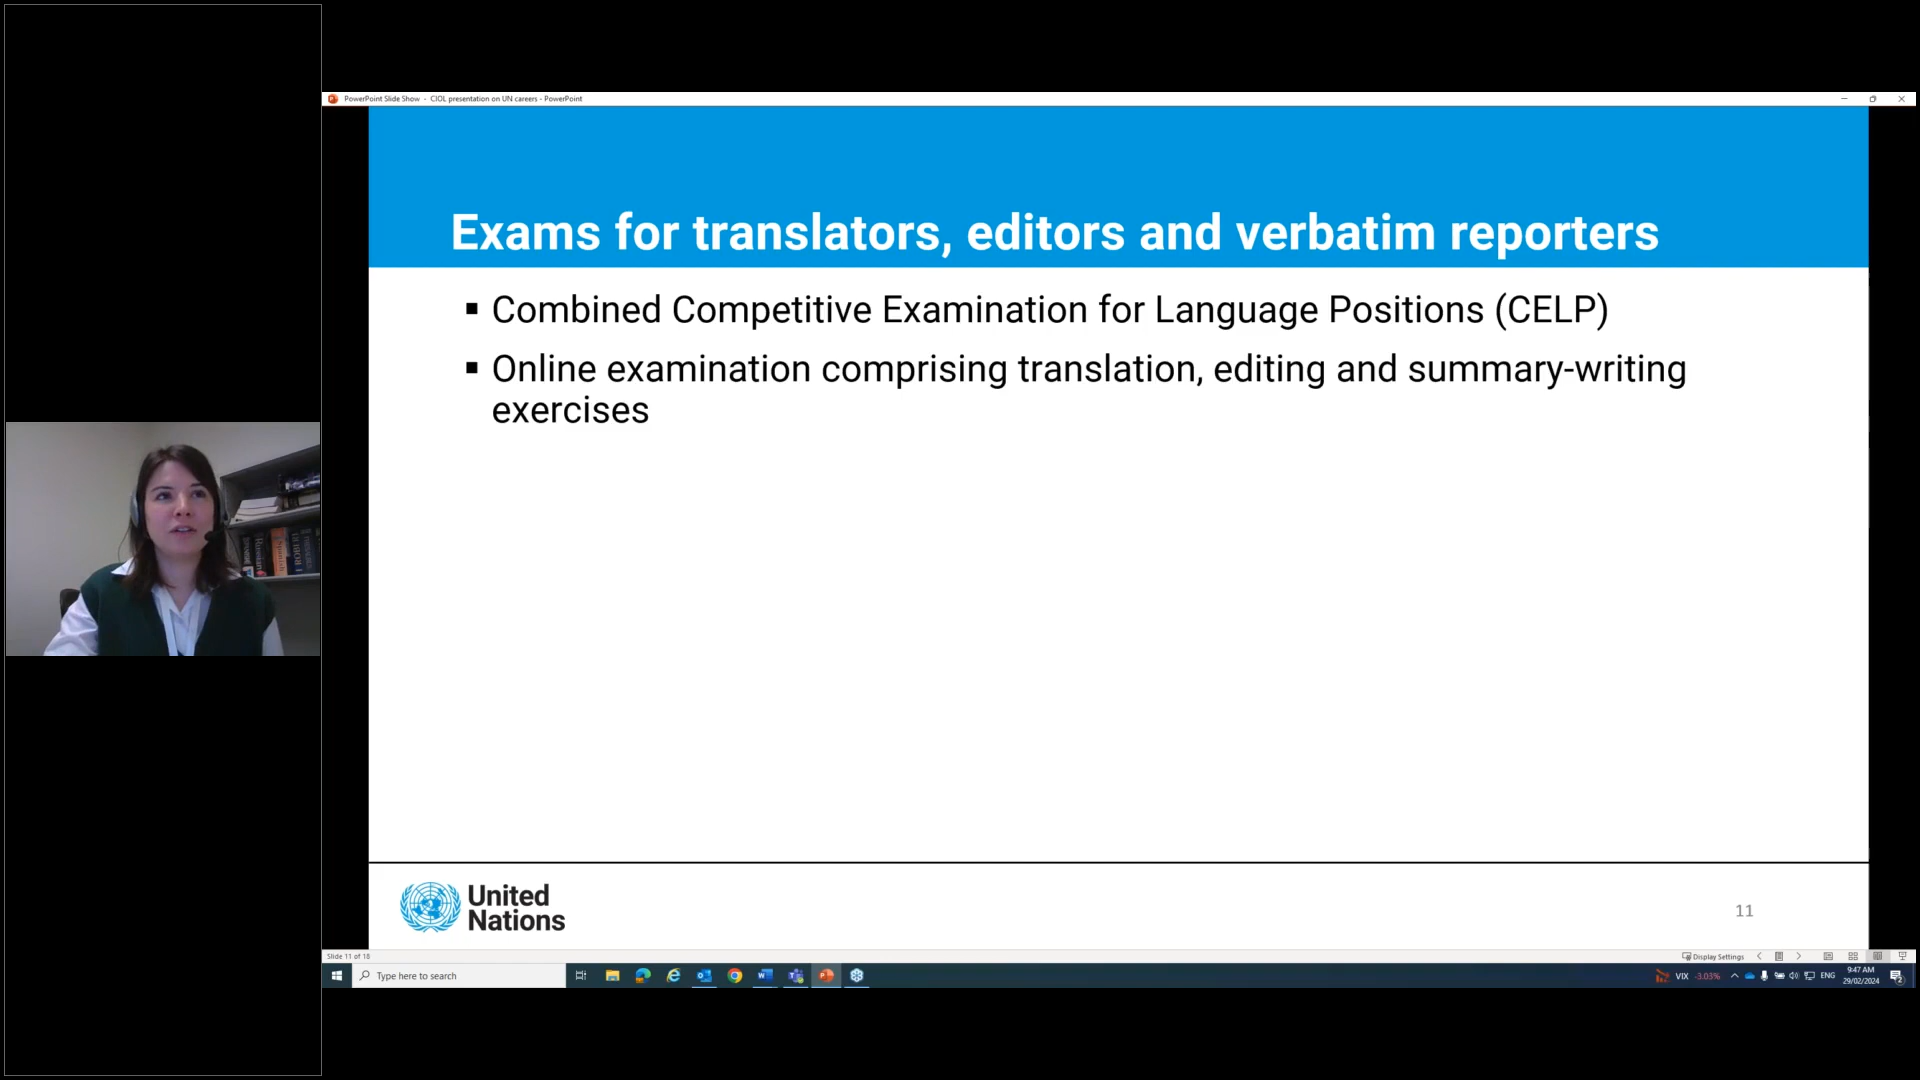 PowerPoint Slide Show - CIOL presentation on UN careers - PowerPoint
Exams for translators, editors and verbatim reporters
▪ Combined Competitive Examination for Language Positions (CELP)
▪ Online examination comprising translation, editing and summary-writing
exercises
Russian
United
Nations
11
Slide 11 of 18
Display Settings
Type here to search
VIX -3.03%
ENG
9:47 AM
29/02/2024
2